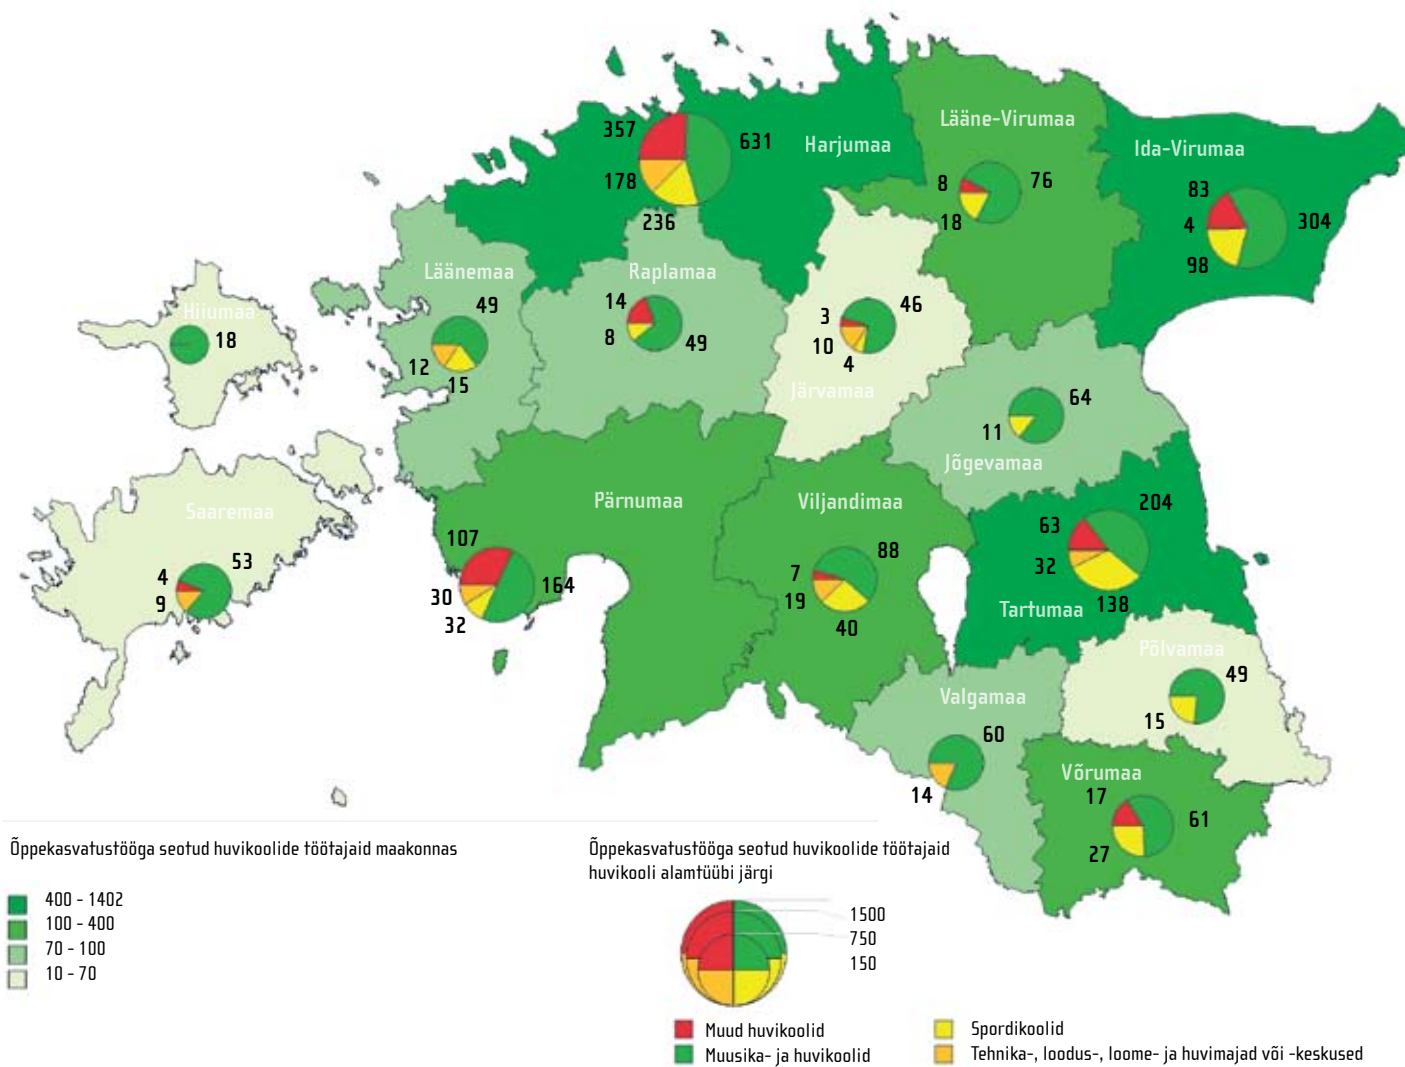 357
631
Harjumaa
178
236
Lääne-Virumaa
8
76
18
Ida-Virumaa
83
304
4
98
Läänemaa
49
12
15
Raplamaa
14
8
49
3
46
10
4
Järvamaa
Hiiumaa
18
64
11
Jõgevamaa
Saaremaa
53
4
9
Pärnumaa
107
164
30
32
Viljandimaa
88
7
19
40
204
63
32
138
Tartumaa
Põlvamaa
49
15
Valgamaa
60
14
Võrumaa
17
61
27
Õppekasvatustööga seotud huvikoolide töötajaid maakonnas
400 - 1402
100 - 400
70 - 100
10 - 70
Õppekasvatustööga seotud huvikoolide töötajaid
huvikooli alamtüübi järgi
1500
750
150
Muud huvikoolid
Muusika- ja huvikoolid
Spordikoolid
Tehnika-, loodus-, loome- ja huvimajad või -keskused